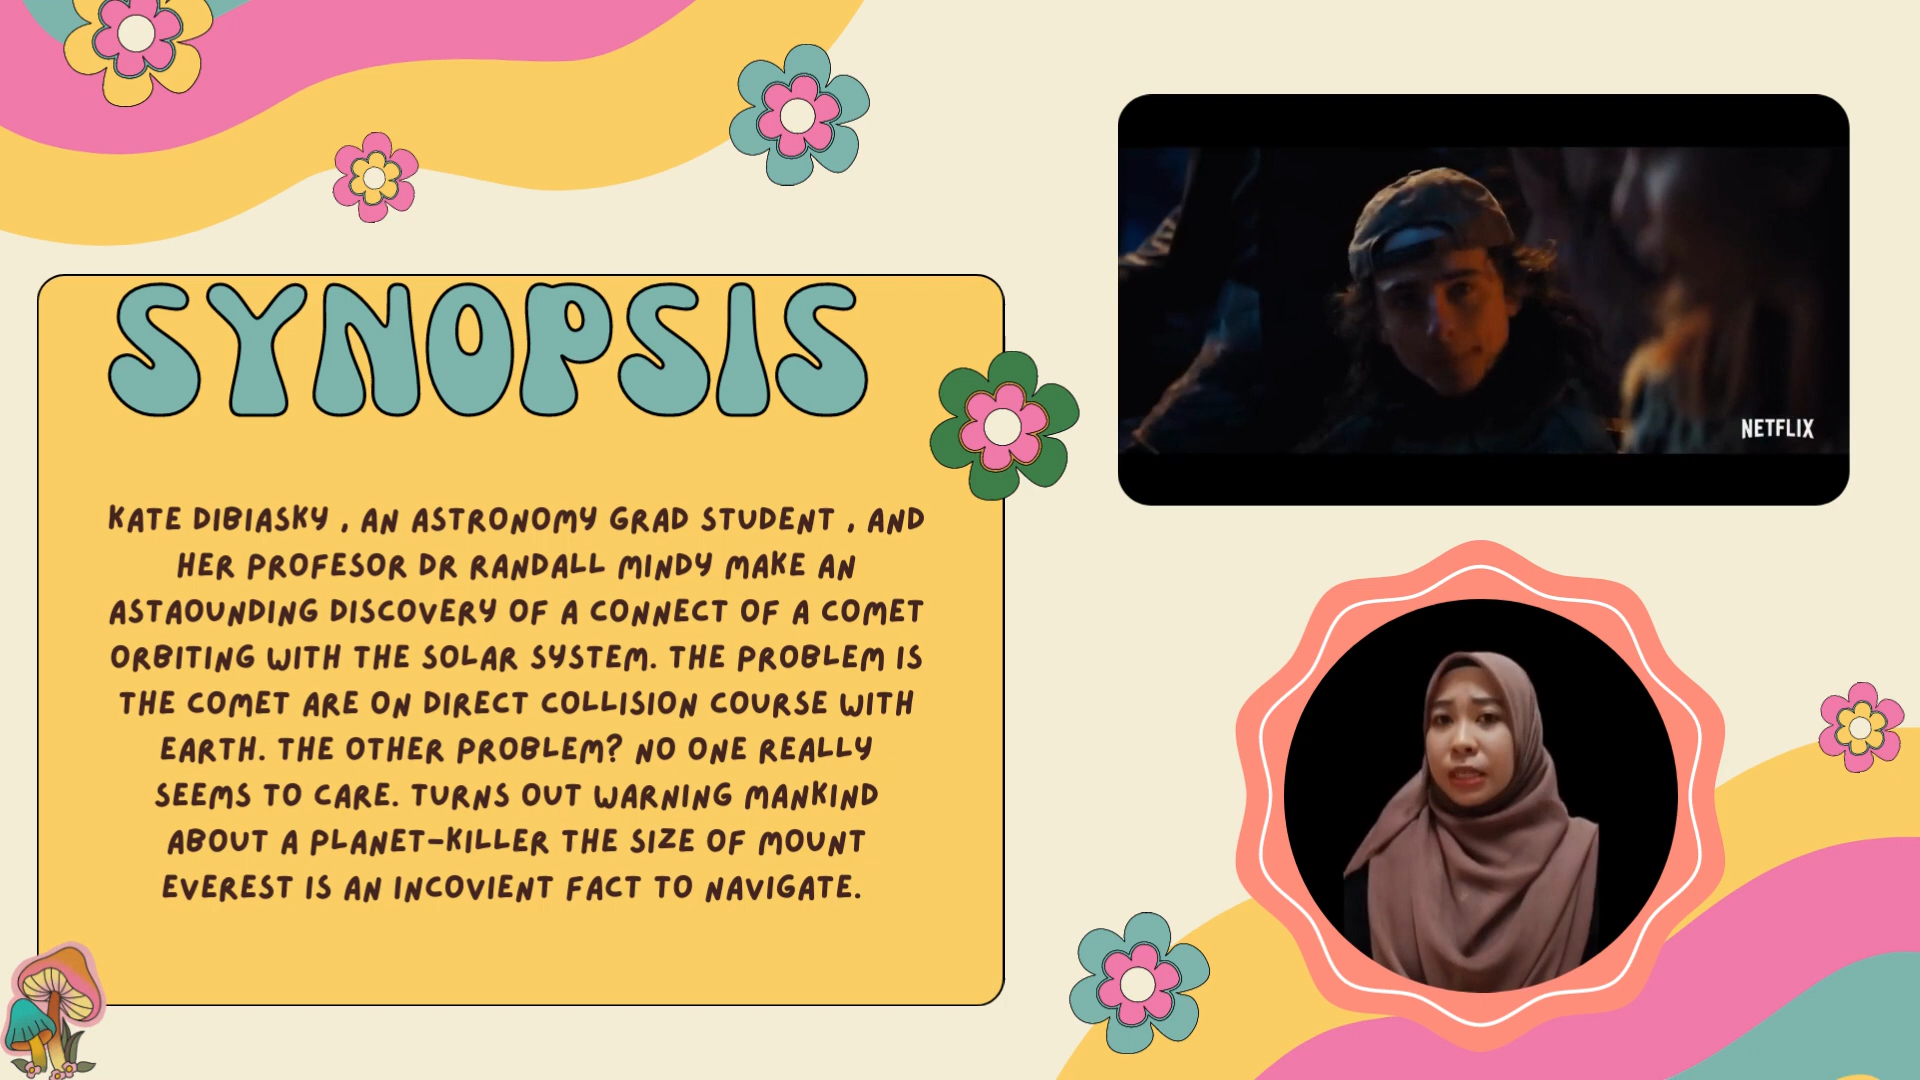 SYNOPSIS
KATE DIBIASKY , AN ASTRONOMY GRAD STUDENT , AND
HER PROFESOR DR RANDALL MINDY MAKE AN
ASTAOUNDING DISCOVERY OF A CONNECT OF A COMET
ORBITING WITH THE SOLAR SYSTEM. THE PROBLEM IS
THE COMET ARE ON DIRECT COLLISION COURSE WITH
EARTH. THE OTHER PROBLEM? NO ONE REALLY
SEEMS TO CARE. TURNS OUT WARNING MANKIND
ABOUT A PLANET-KILLER THE SIZE OF MOUNT
EVEREST IS AN INCOVIENT FACT TO NAVIGATE.
NETFLIX